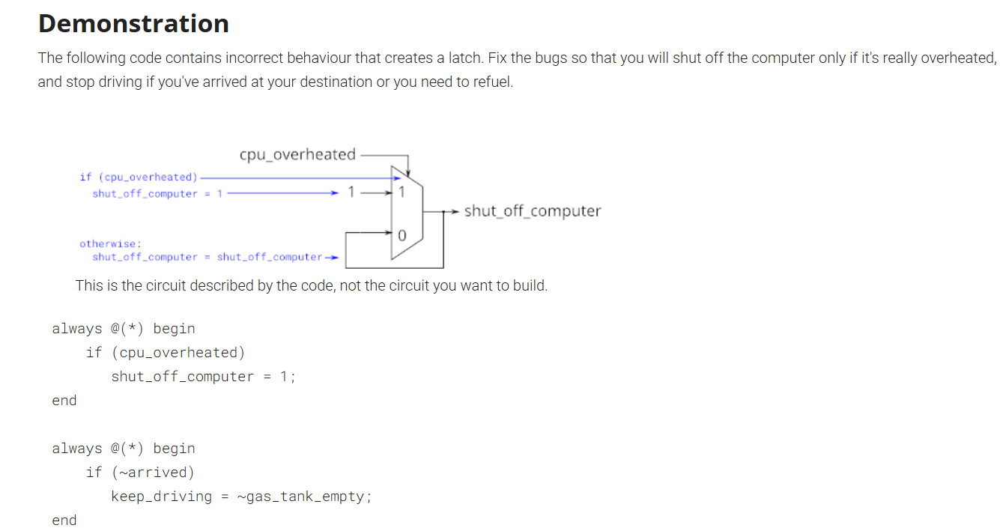 Demonstration
The following code contains incorrect behaviour that creates a latch. Fix the bugs so that you will shut off the computer only if it's really overheated,
and stop driving if you've arrived at your destination or you need to refuel.
cpu_overheated
if (cpu_overheated)
shut_off_computer = 1
1
1
shut_off_computer
0
otherwise:
shut_off_computer = shut_off_computer
This is the circuit described by the code, not the circuit you want to build.
always @(*) begin
if (cpu_overheated)
shut_off_computer = 1;
end
always @(*) begin
if (~arrived)
keep_driving = ~gas_tank_empty;
end